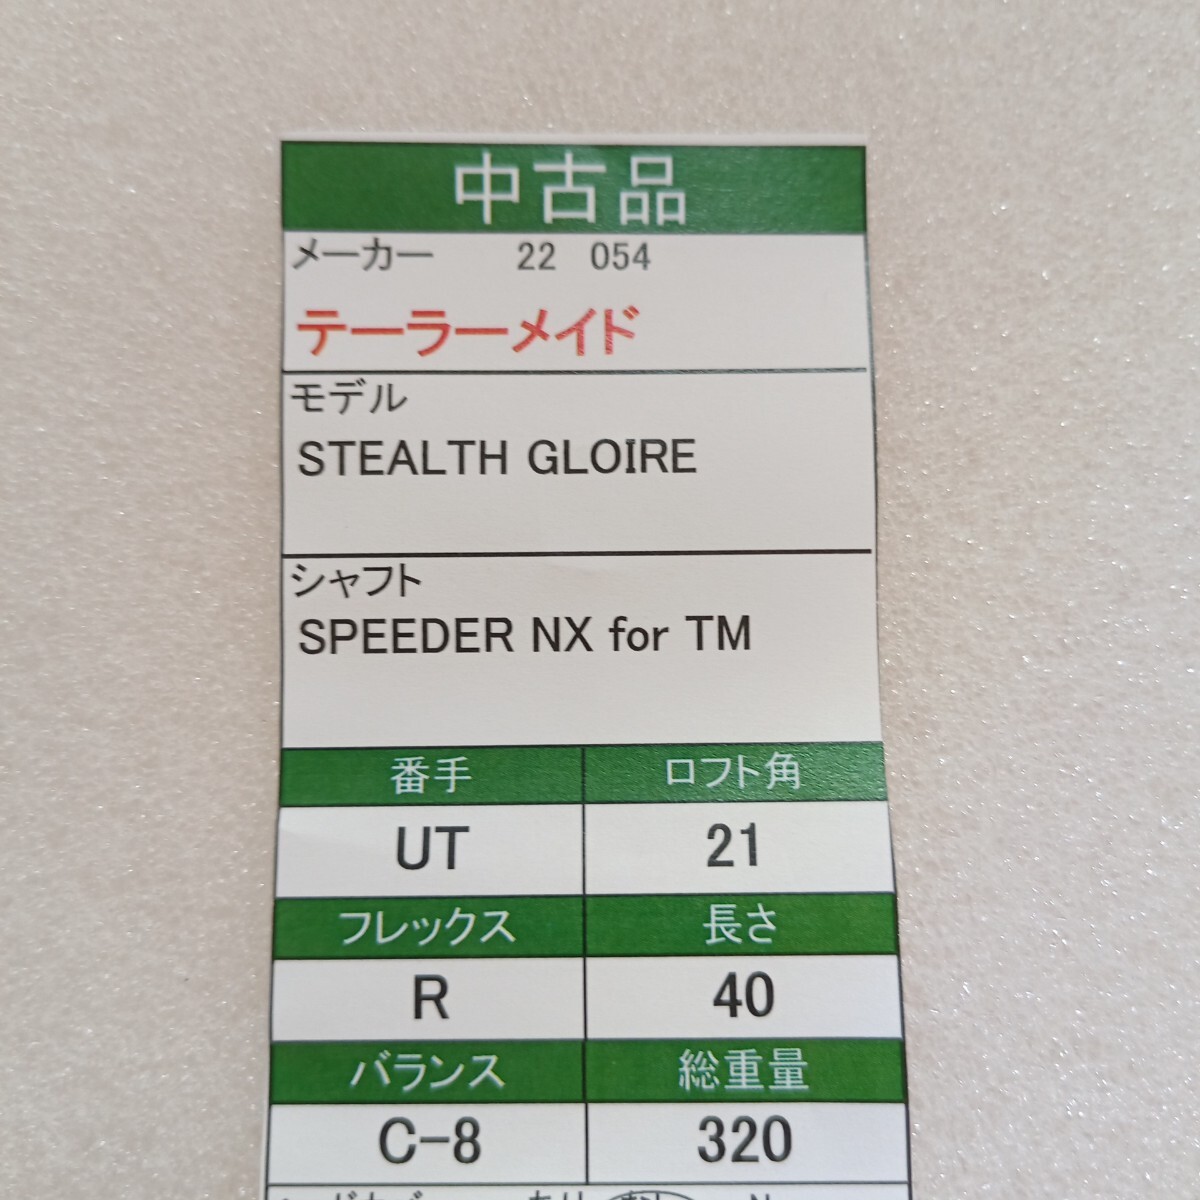 中古品
メーカー 22 054
テーラーメイド
モデル
STEALTH GLOIRE
シャフト
SPEEDER NX for TM
番手 ロフト角
UT 21
フレックス 長さ
R 40
バランス 総重量
C-8 320